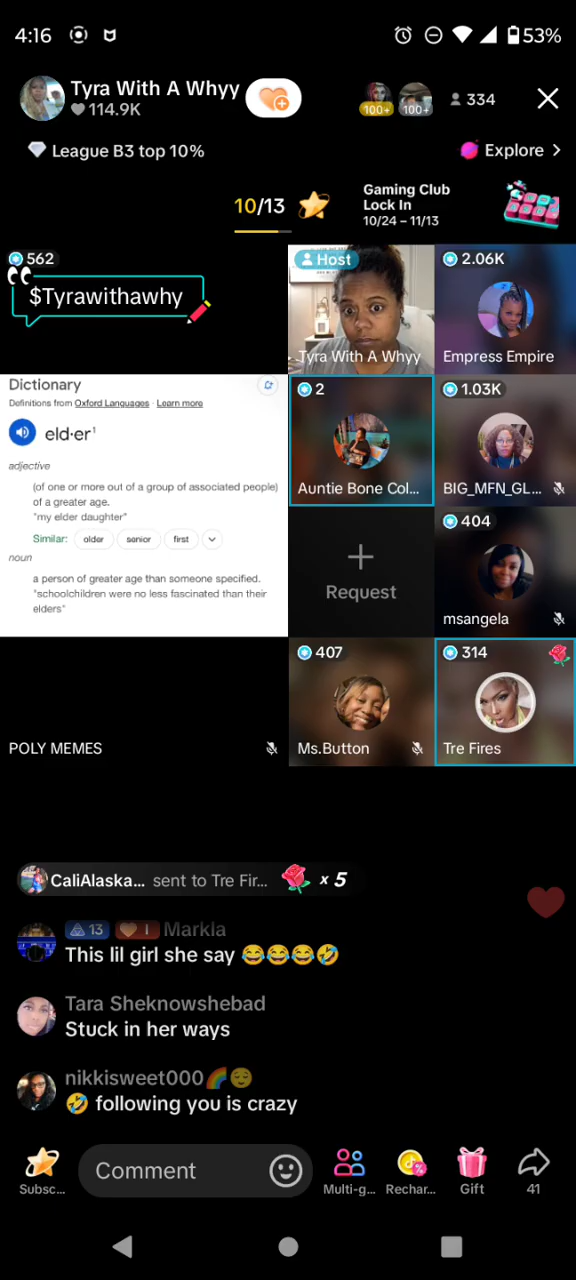 4:16
53%
Tyra With A Whyy
114.9K
100+
100+
334
League B3 top 10%
Explore
10/13
Gaming Club
Lock In
10/24 – 11/13
562
$Tyrawithawhy
Host
Tyra With A Whyy
2.06K
Empress Empire
Dictionary
Definitions from Oxford Languages · Learn more
eld·er¹
adjective
(of one or more out of a group of associated people)
of a greater age.
"my elder daughter"
Similar: older senior first
noun
a person of greater age than someone specified.
"schoolchildren were no less fascinated than their
elders"
2
Auntie Bone Col...
1.03K
BIG_MFN_GL...
Request
404
msangela
POLY MEMES
407
Ms.Button
314
Tre Fires
CaliAlaska... sent to Tre Fir... x 5
13 I Markla
This lil girl she say 😂😂😂🤣
Tara Sheknowshebad
Stuck in her ways
nikkisweet000🌈😌
🤣 following you is crazy
Comment
Subsc...
Multi-g...
Rechar...
Gift
41